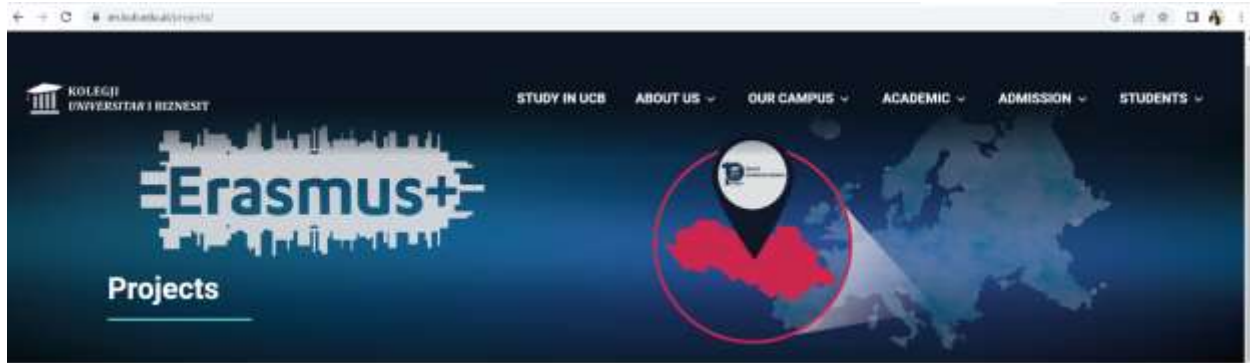 KOLEGJI
UNIVERSITAR I BIZNESIT
STUDY IN UCB
ABOUT US
OUR CAMPUS
ACADEMIC
ADMISSION
STUDENTS
Erasmus+
Projects